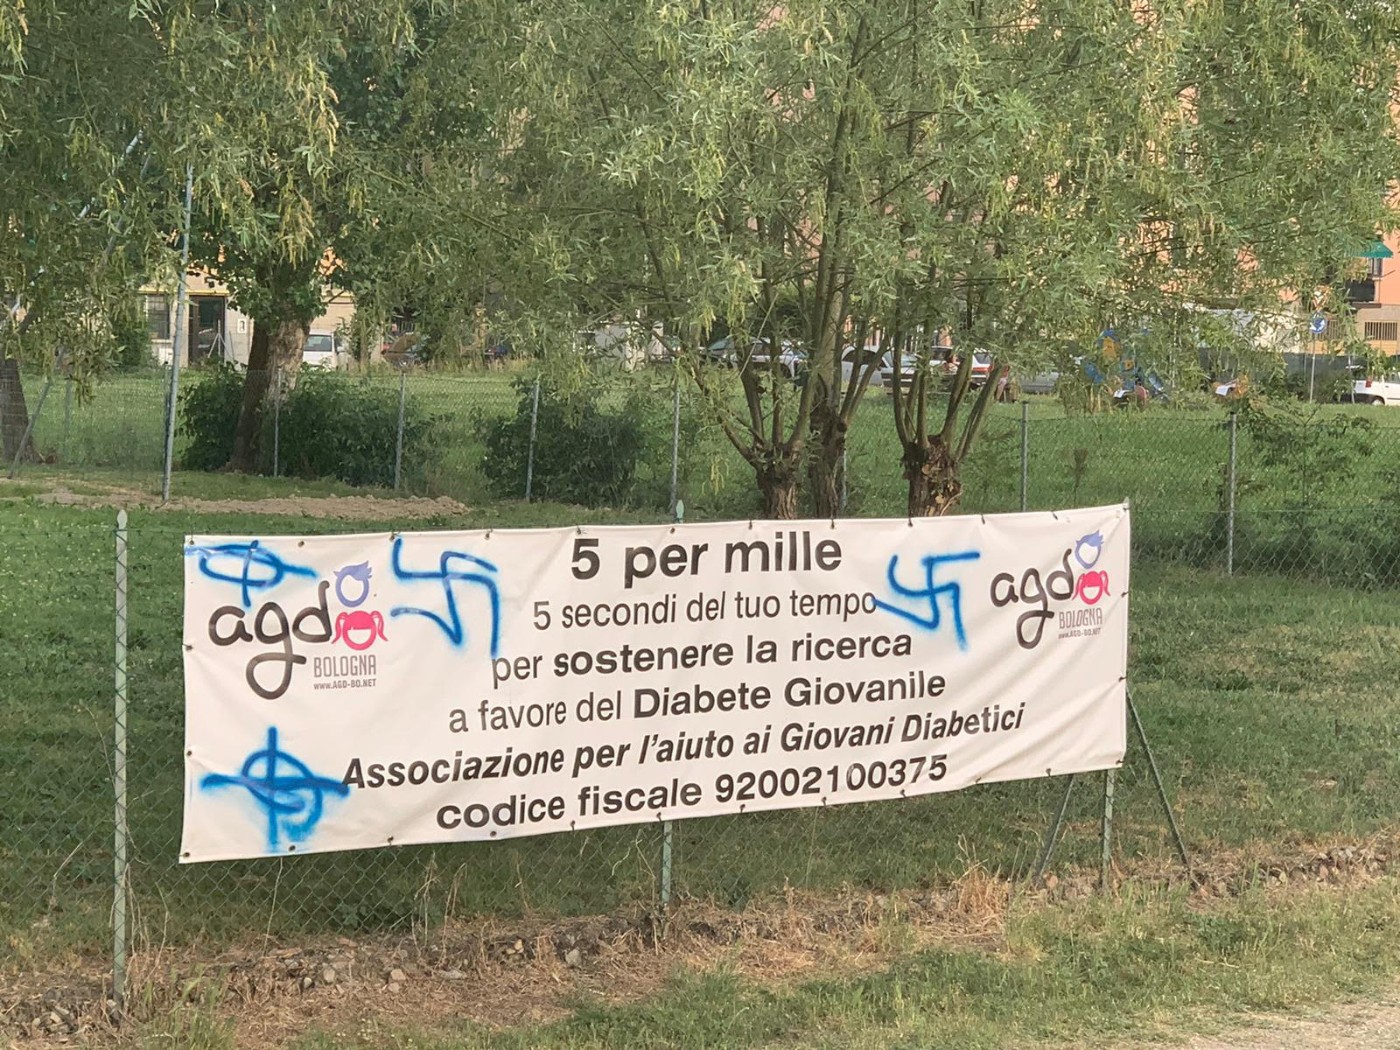 5 per mille
5 secondi del tuo tempo
per sostenere la ricerca
a favore del Diabete Giovanile
Associazione per l'aiuto ai Giovani Diabetici
codice fiscale 92002100375
agd
BOLOGNA
www.AGD-BO.NET
agd
BOLOGNA
www.AGD-BO.NET